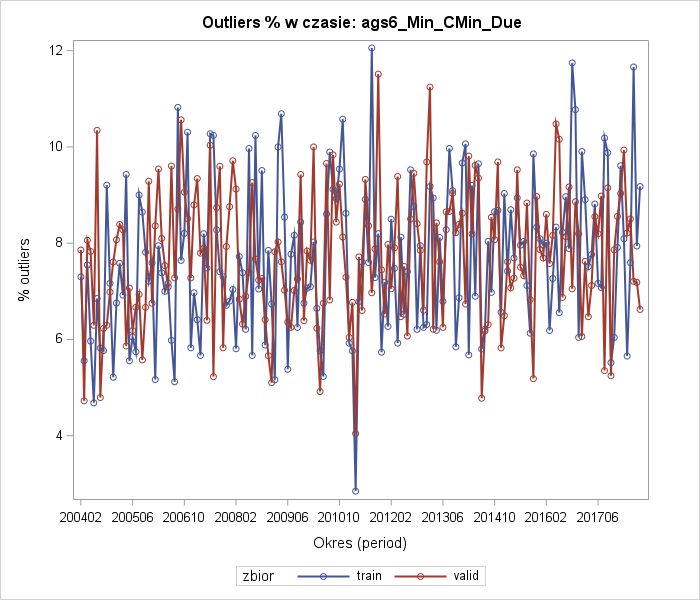 Outliers % w czasie: ags6_Min_CMin_Due
12
10
8
6
4
% outliers
200402 200506 200610 200802 200906 201010 201202 201306 201410 201602 201706
Okres (period)
zbior train valid